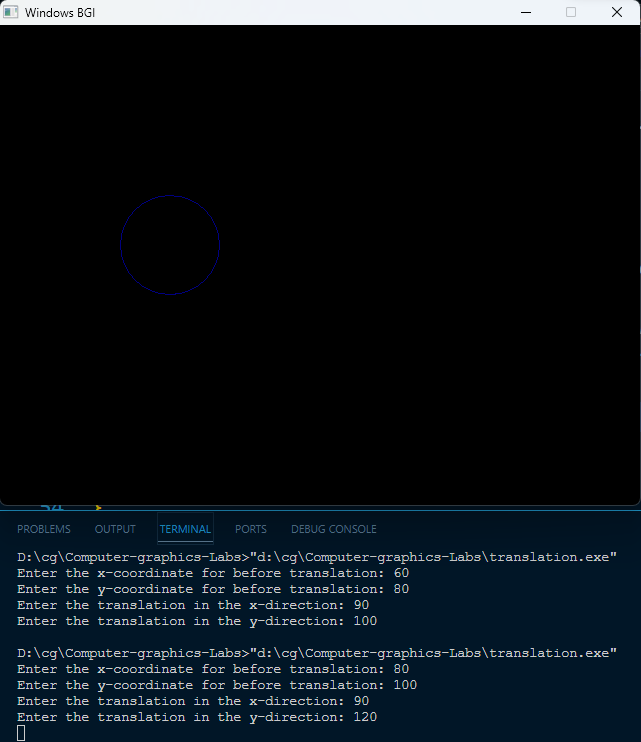 Windows BGI
54
PROBLEMS OUTPUT TERMINAL PORTS DEBUG CONSOLE
D:\cg\Computer-graphics-Labs>"d:\cg\Computer-graphics-Labs\translation.exe"
Enter the x-coordinate for before translation: 60
Enter the y-coordinate for before translation: 80
Enter the translation in the x-direction: 90
Enter the translation in the y-direction: 100
D:\cg\Computer-graphics-Labs>"d:\cg\Computer-graphics-Labs\translation.exe"
Enter the x-coordinate for before translation: 80
Enter the y-coordinate for before translation: 100
Enter the translation in the x-direction: 90
Enter the translation in the y-direction: 120